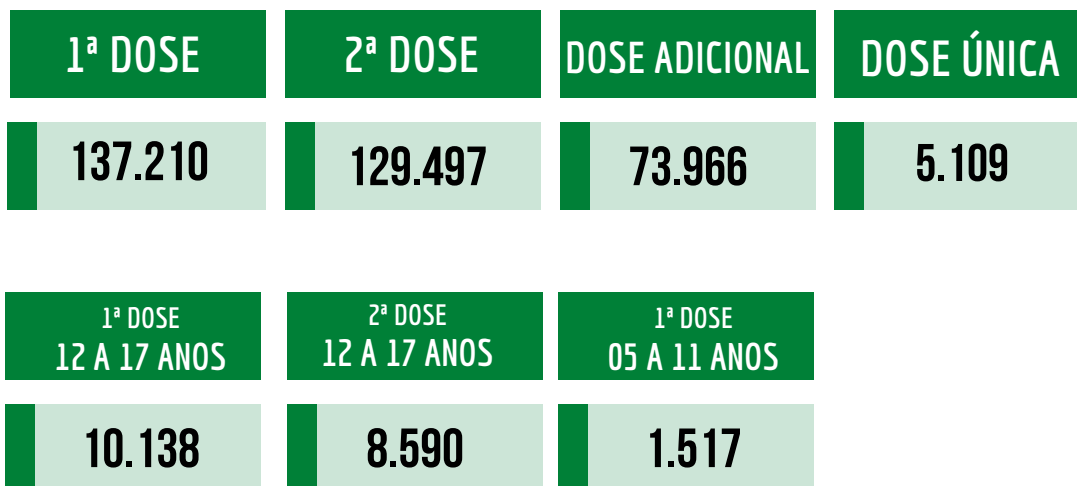 1ª DOSE
2ª DOSE
DOSE ADICIONAL
DOSE ÚNICA
137.210
129.497
73.966
5.109
1ª DOSE
12 A 17 ANOS
2ª DOSE
12 A 17 ANOS
1ª DOSE
05 A 11 ANOS
10.138
8.590
1.517